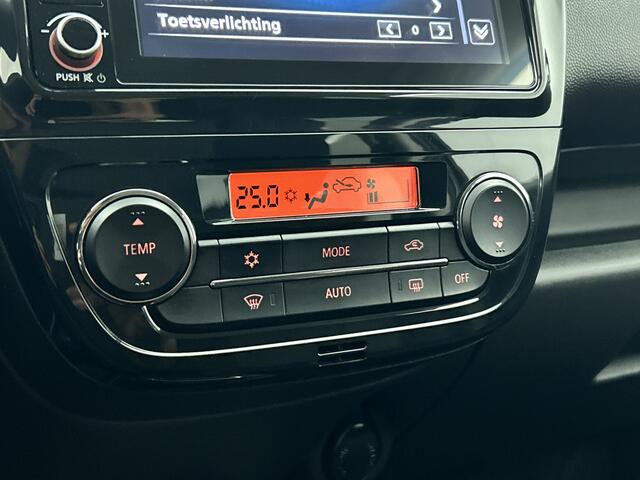 Toetsverlichting 0
PUSH
25.0
TEMP
MODE
AUTO
OFF